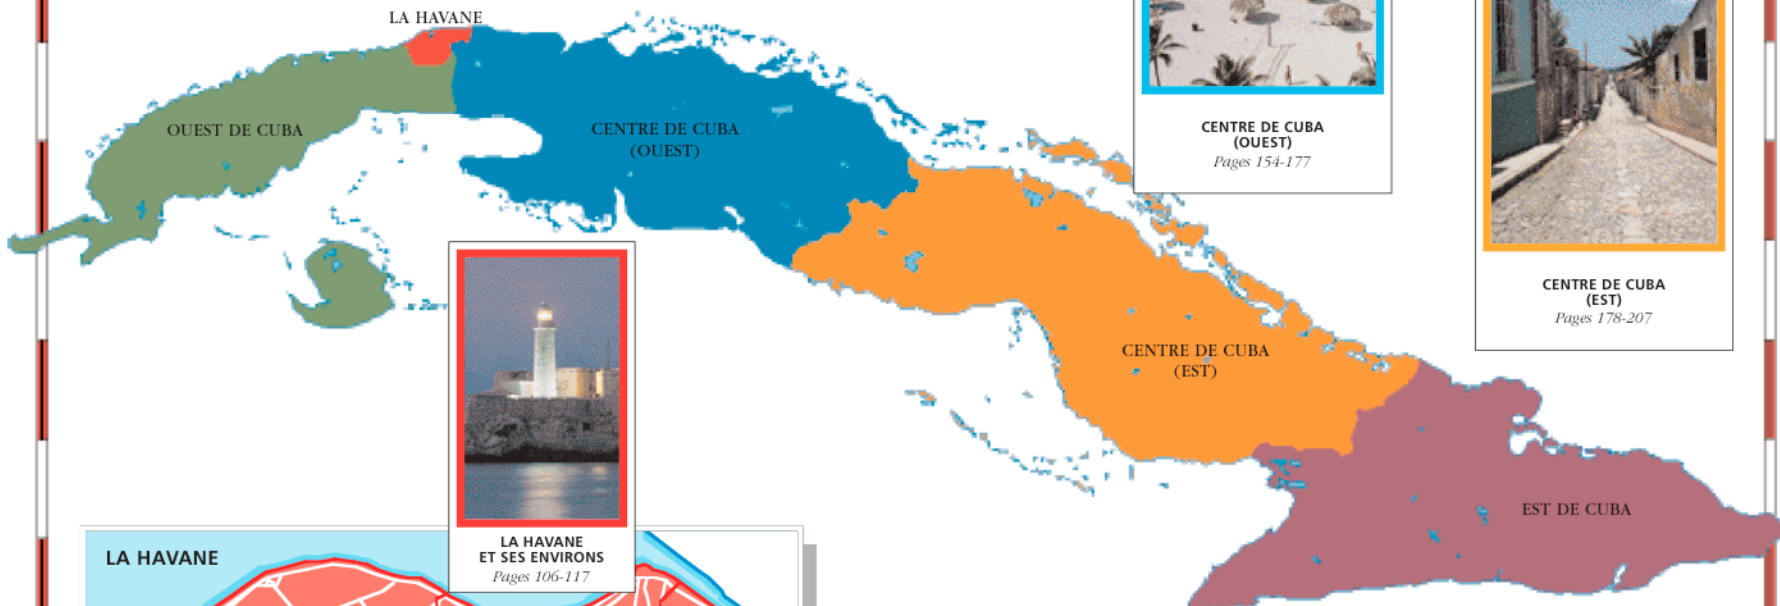 LA HAVANE
OUEST DE CUBA
CENTRE DE CUBA
(OUEST)
CENTRE DE CUBA
(OUEST)
Pages 154-177
CENTRE DE CUBA
(EST)
Pages 178-207
CENTRE DE CUBA
(EST)
EST DE CUBA
LA HAVANE
ET SES ENVIRONS
Pages 106-117
LA HAVANE